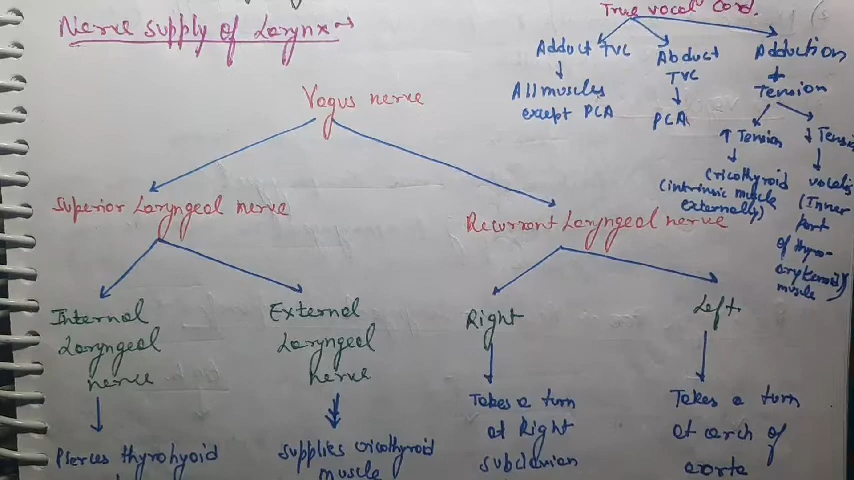 Nerve supply of Larynx→
Vagus nerve
Superior Laryngeal nerve
Recurrent Laryngeal nerve
Internal
Laryngeal
nerve
External
Laryngeal
nerve
Right
Left
Pierces thyrohyoid
Supplies cricothyroid
muscle
Takes a turn
at Right
subclavian
Takes a turn
at arch of
aorta
True vocal Cord.
Adduct TVC
All muscles
except PCA
Abduct
TVC
PCA
Adduction
+
Tension
↑ Tension
Cricothyroid
(intrinsic muscle
externally)
↓ Tensi
vocalis
(Inner
part
of thyro-
arytenoid)
muscle